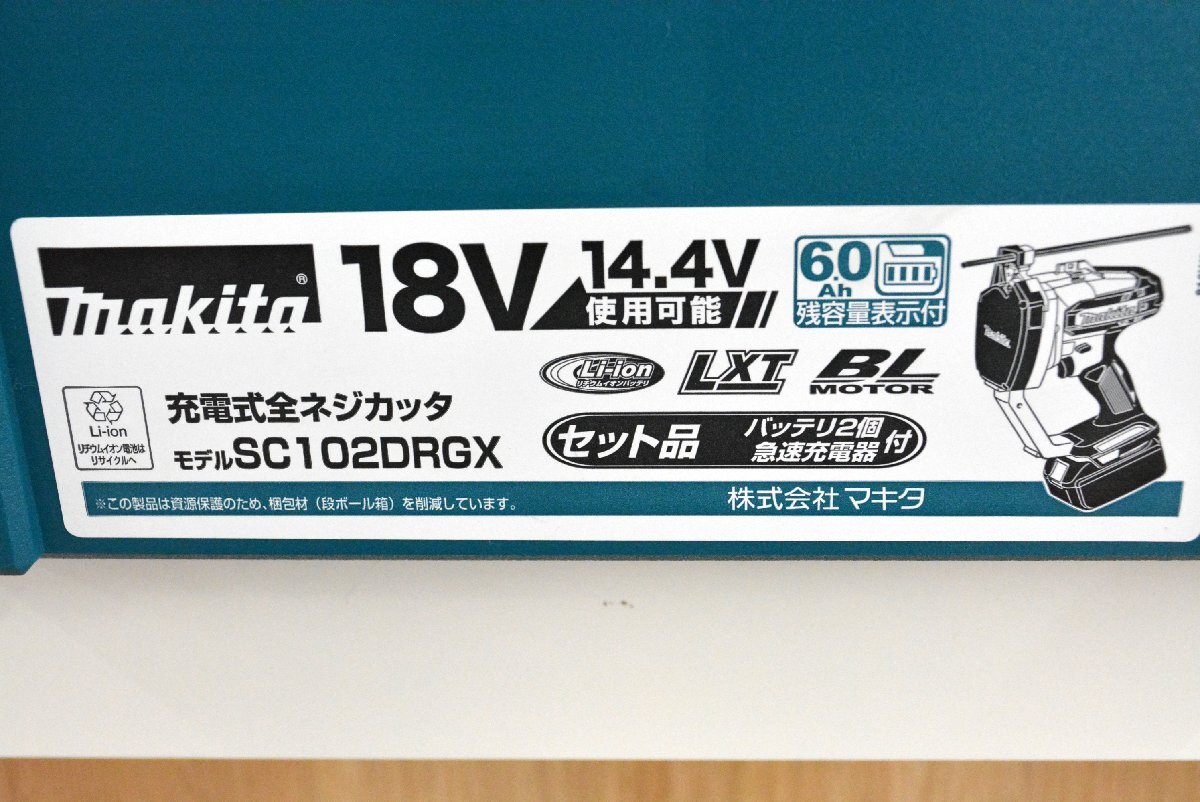 makita®
18V
14.4V
使用可能
6.0
Ah
残容量表示付
Li-ion
リチウムイオンバッテリ
LXT
BL
MOTOR
Li-ion
リチウムイオン電池は
リサイクルへ
充電式全ネジカッタ
モデルSC102DRGX
セット品
バッテリ2個
急速充電器
付
※この製品は資源保護のため、梱包材（段ボール箱）を削減しています。
株式会社 マキタ
makita
makita